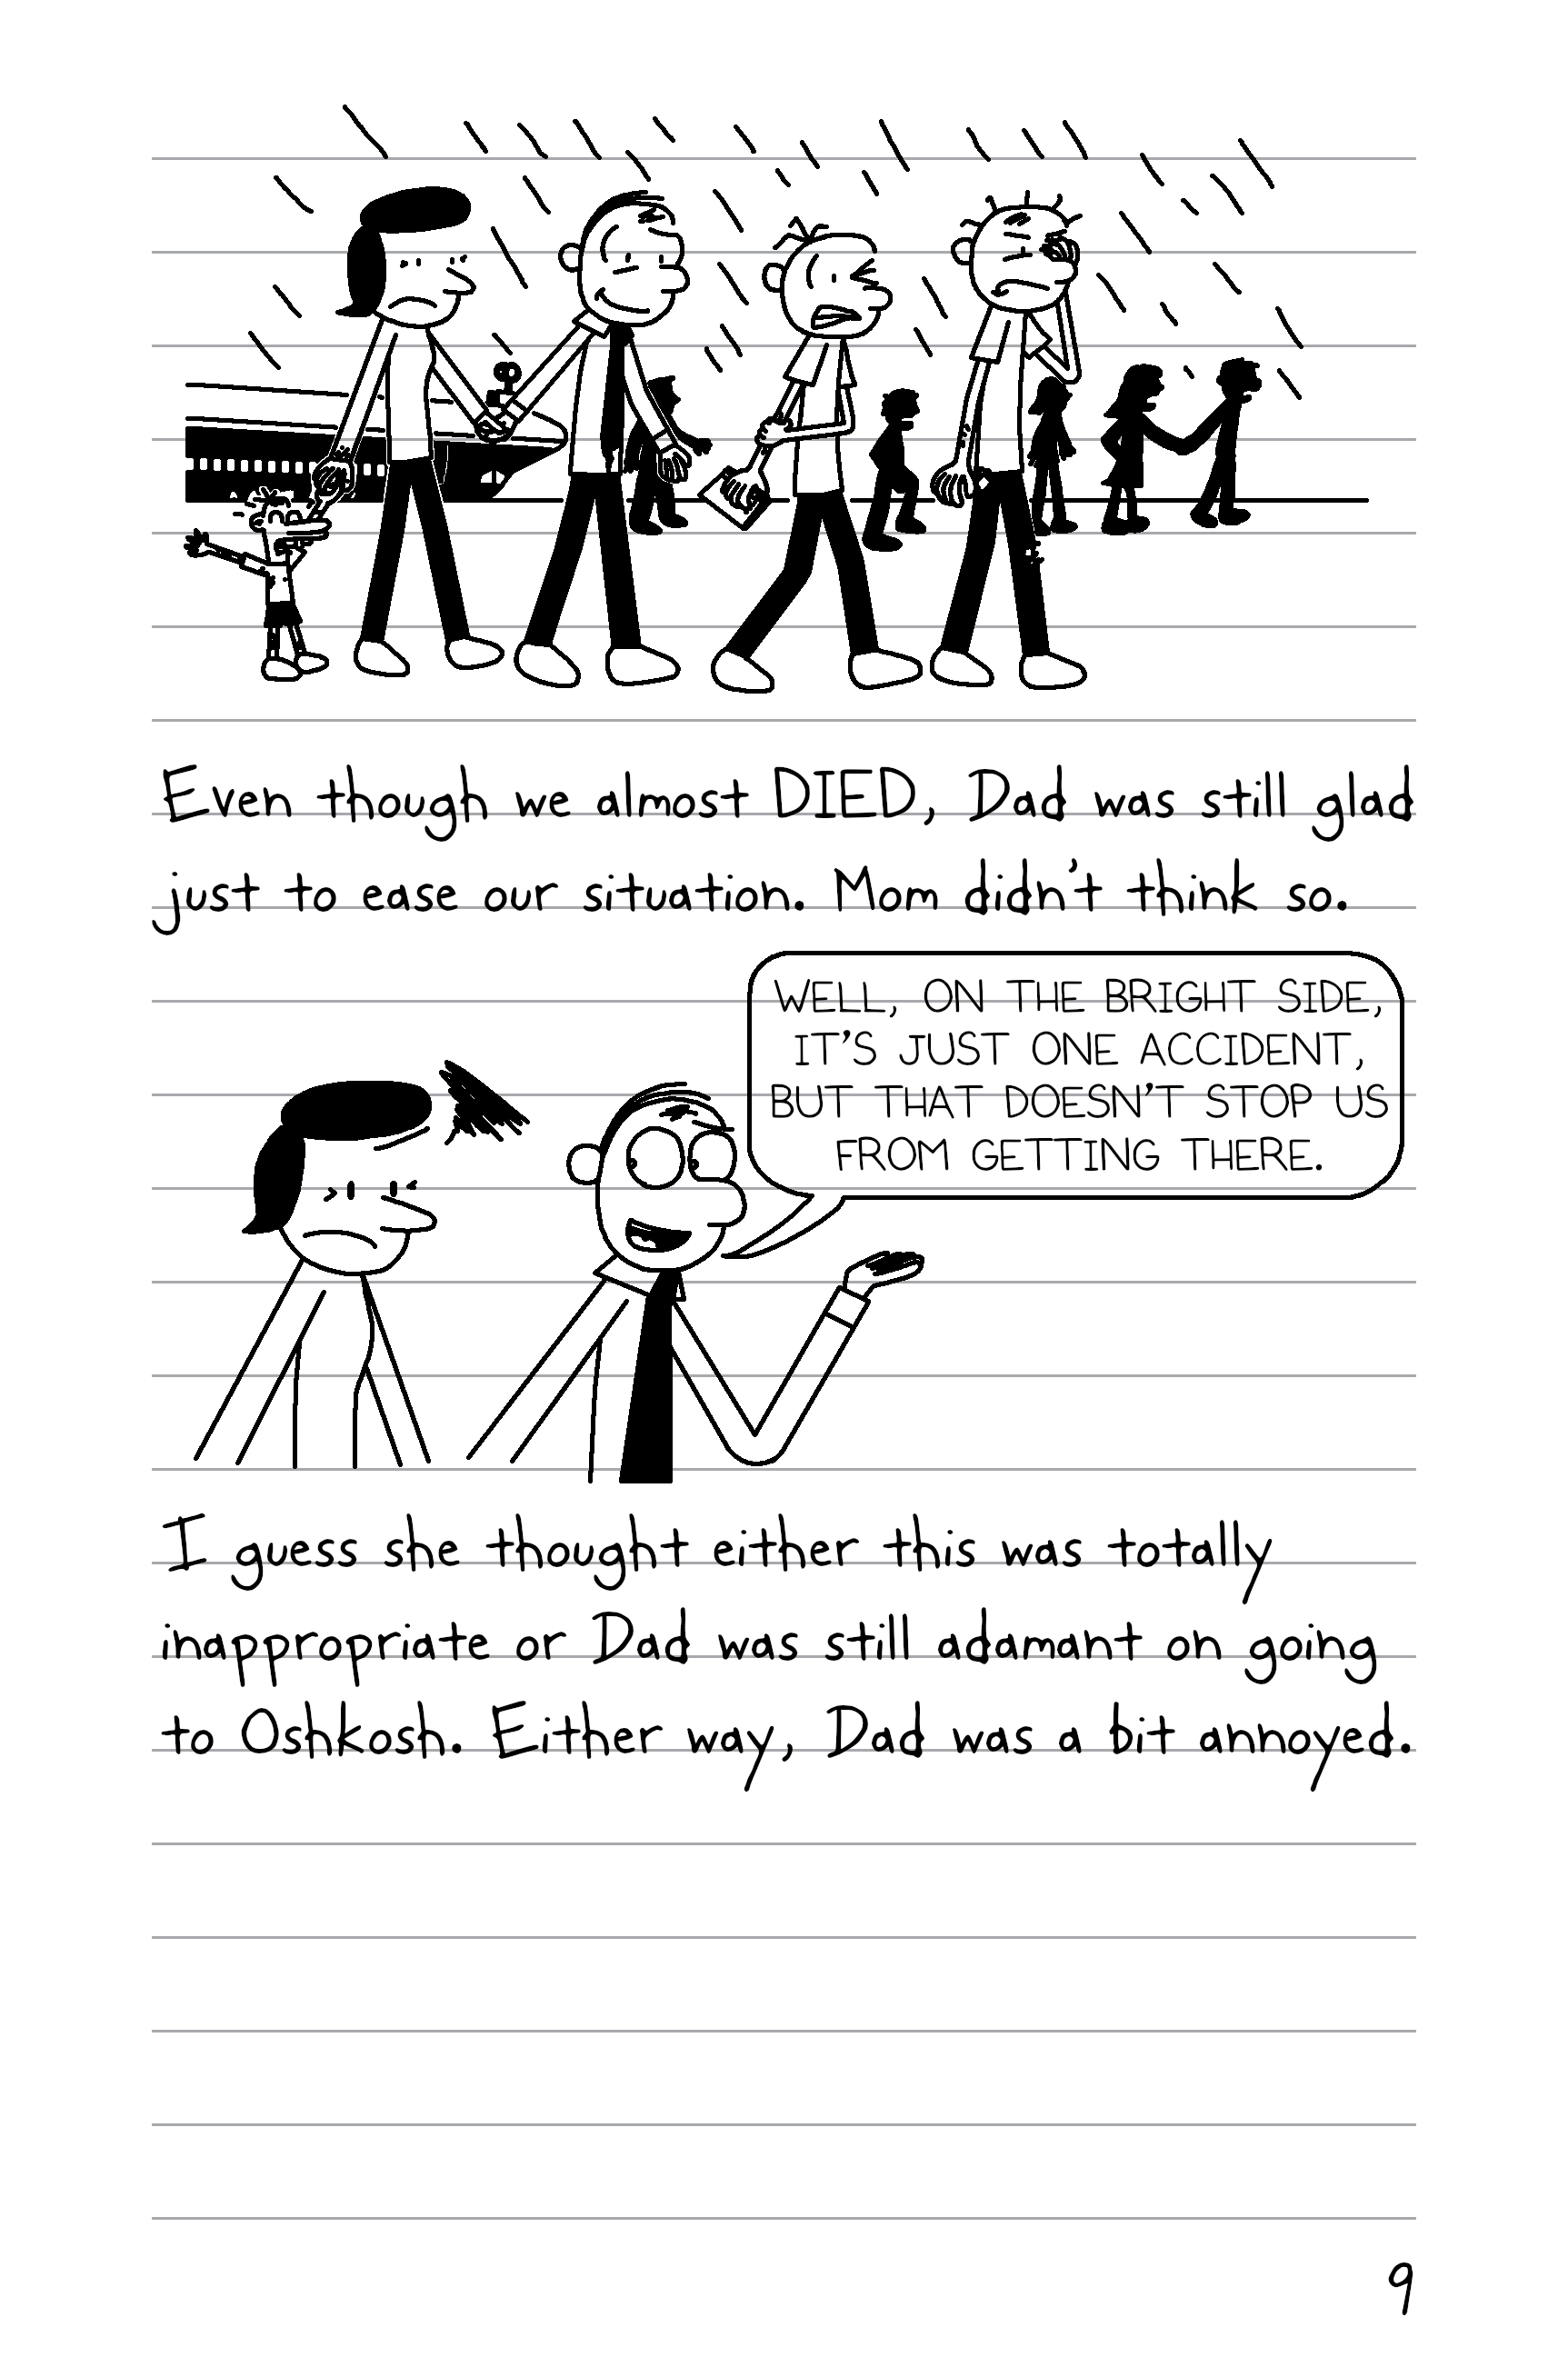 Even though we almost DIED, Dad was still glad
just to ease our situation. Mom didn't think so.
WELL, ON THE BRIGHT SIDE,
IT'S JUST ONE ACCIDENT,
BUT THAT DOESN'T STOP US
FROM GETTING THERE.
I guess she thought either this was totally
inappropriate or Dad was still adamant on going
to Oshkosh. Either way, Dad was a bit annoyed.
9